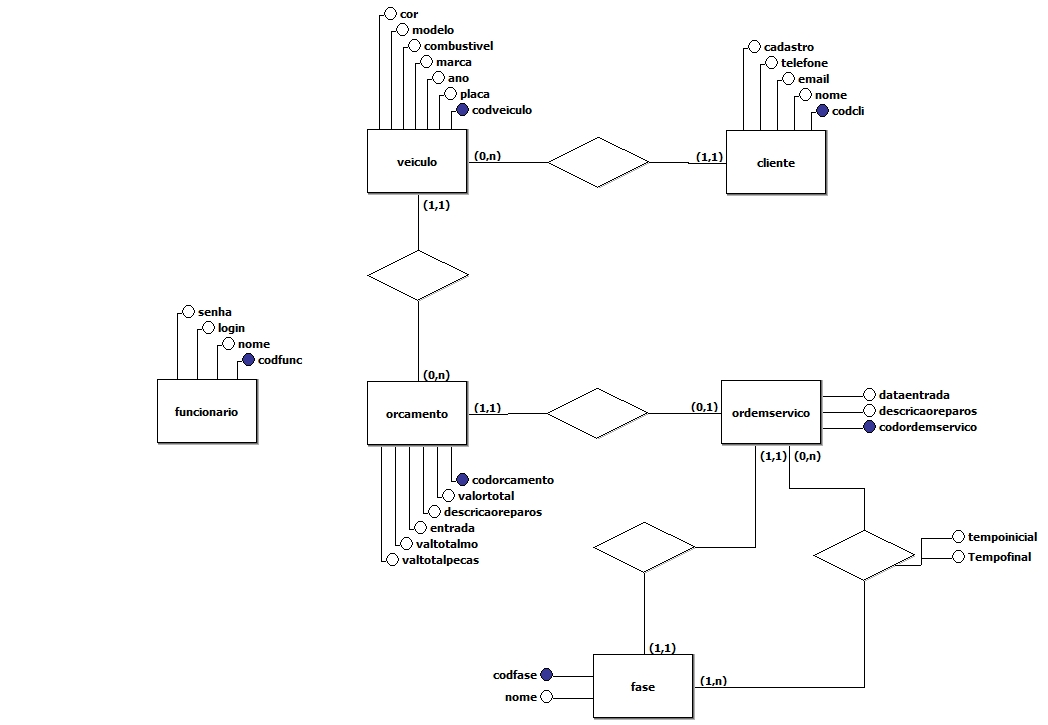 cor
modelo
combustivel
marca
ano
placa
codveiculo
veiculo
(0,n)
(1,1)
cadastro
telefone
email
nome
codcli
cliente
(1,1)
senha
login
nome
codfunc
funcionario
(0,n)
orcamento
(1,1)
(0,1)
ordemservico
dataentrada
descricaoreparos
codordemservico
(1,1)
(0,n)
codorcamento
valortotal
descricaoreparos
entrada
valtotalmo
valtotalpecas
tempoinicial
Tempofinal
(1,1)
codfase
nome
fase
(1,n)